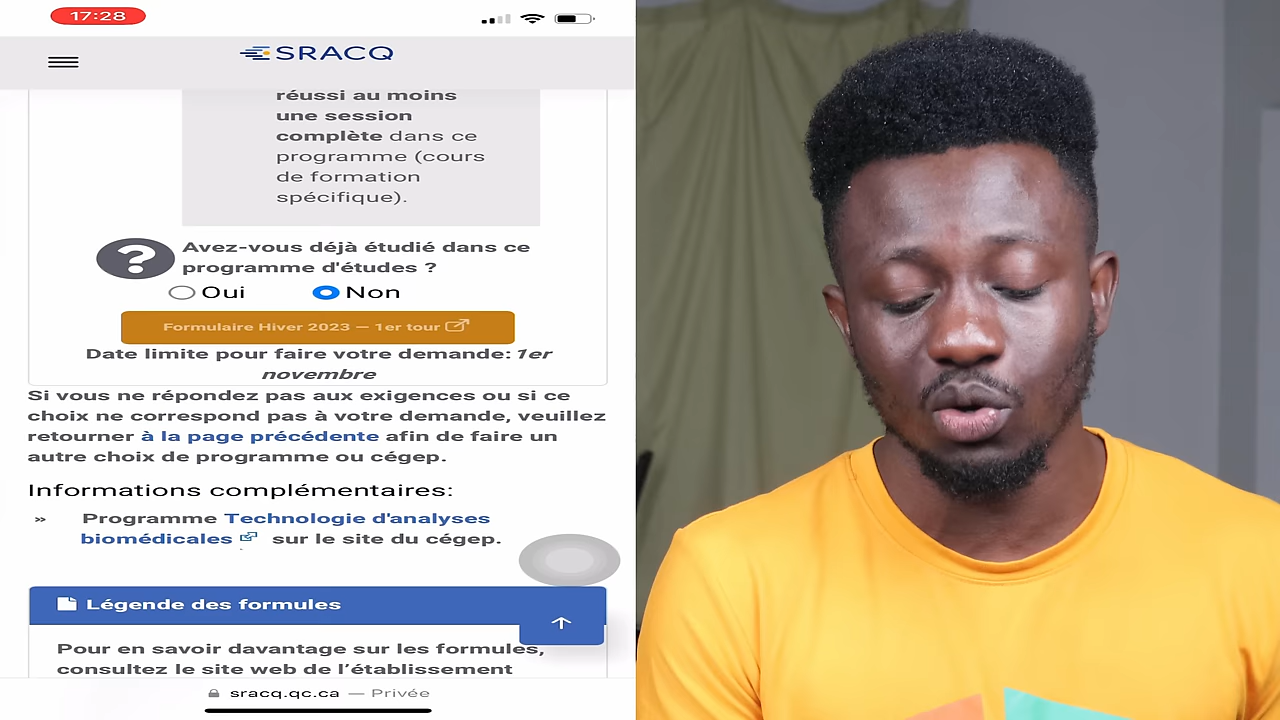 17:28
SRACQ
réussi au moins
une session
complète dans ce
programme (cours
de formation
spécifique).
Avez-vous déjà étudié dans ce
programme d'études ?
Oui Non
Formulaire Hiver 2023 — 1er tour
Date limite pour faire votre demande: 1er
novembre
Si vous ne répondez pas aux exigences ou si ce
choix ne correspond pas à votre demande, veuillez
retourner à la page précédente afin de faire un
autre choix de programme ou cégep.
Informations complémentaires:
» Programme Technologie d'analyses
biomédicales sur le site du cégep.
Légende des formules
Pour en savoir davantage sur les formules,
consultez le site web de l’établissement
sracq.qc.ca — Privée